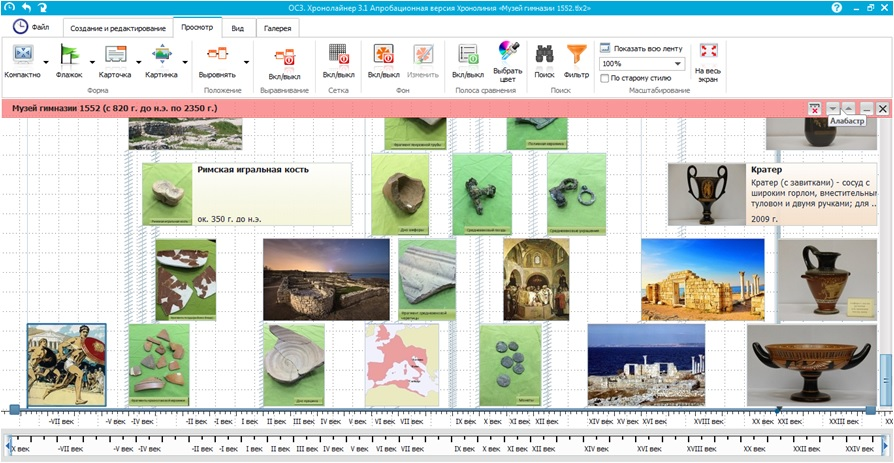 ОС3. Хронолайнер 3.1 Апробационная версия Хронолиния «Музей гимназии 1552.tlx2»
Файл
Создание и редактирование
Просмотр
Вид
Галерея
Компактно
Флажок
Карточка
Картинка
Форма
Выровнять
Положение
Вкл/выкл
Выравнивание
Вкл/выкл
Сетка
Вкл/выкл
Изменить
Фон
Вкл/выкл
Выбрать цвет
Полоса сравнения
Поиск
Фильтр
Поиск
Показать всю ленту
100%
По старому стилю
Масштабирование
На весь экран
Музей гимназии 1552 (с 820 г. до н.э. по 2350 г.)
Алабастр
Римская игральная кость
ок. 350 г. до н.э.
Кратер
Кратер (с завитками) - сосуд с
широким горлом, вместительным
туловом и двумя ручками; для ..
2009 г.
-VII век -V век -IV век -II век -I век I век II век III век IV век V век VI век VII век IX век X век XI век XII век XIV век XV век XVI век XVIII век XX век XXI век XXIII век
X век -VII век -V век -IV век -II век -I век I век II век III век IV век V век VI век VII век IX век X век XI век XII век XIV век XV век XVI век XVIII век XX век XXI век XXIII век